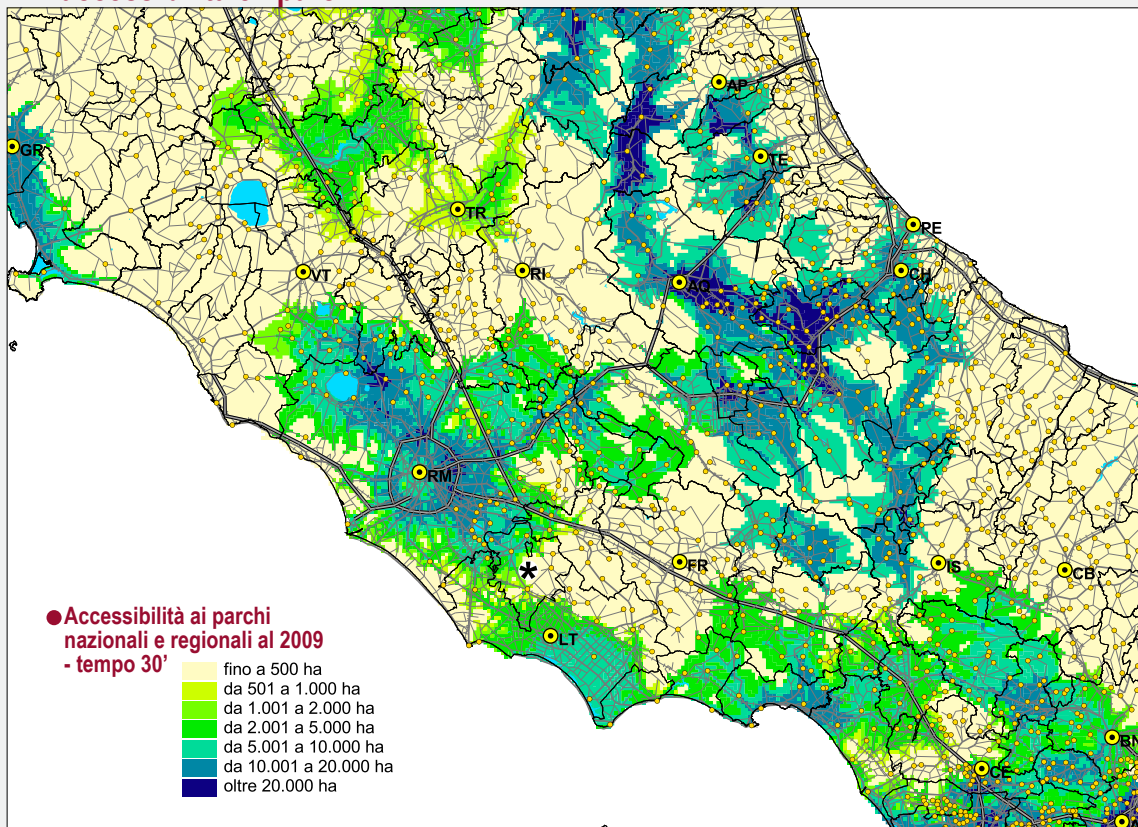 AP
GR
TE
TR
PE
VT
RI
AQ
CH
RM
*
FR
IS
CB
LT
BN
CE
● Accessibilità ai parchi
nazionali e regionali al 2009
- tempo 30’
fino a 500 ha
da 501 a 1.000 ha
da 1.001 a 2.000 ha
da 2.001 a 5.000 ha
da 5.001 a 10.000 ha
da 10.001 a 20.000 ha
oltre 20.000 ha